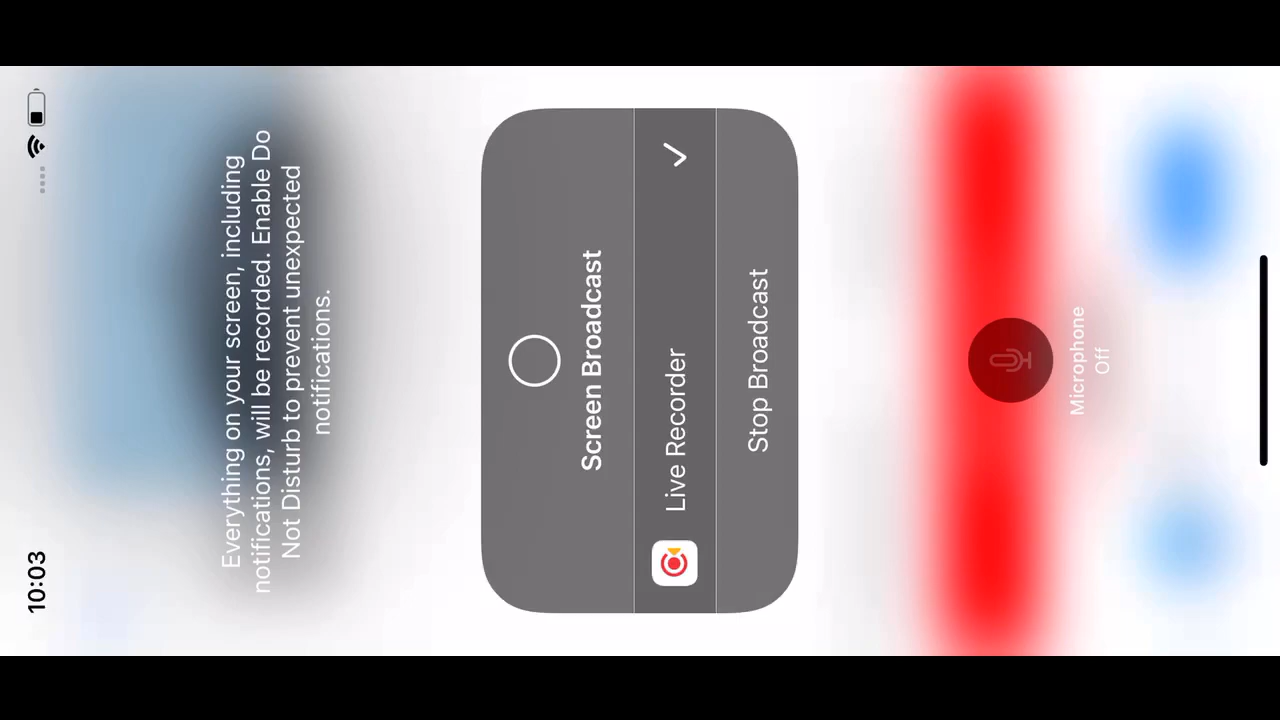 10:03
Everything on your screen, including
notifications, will be recorded. Enable Do
Not Disturb to prevent unexpected
notifications.
Screen Broadcast
Live Recorder
Stop Broadcast
Microphone
Off